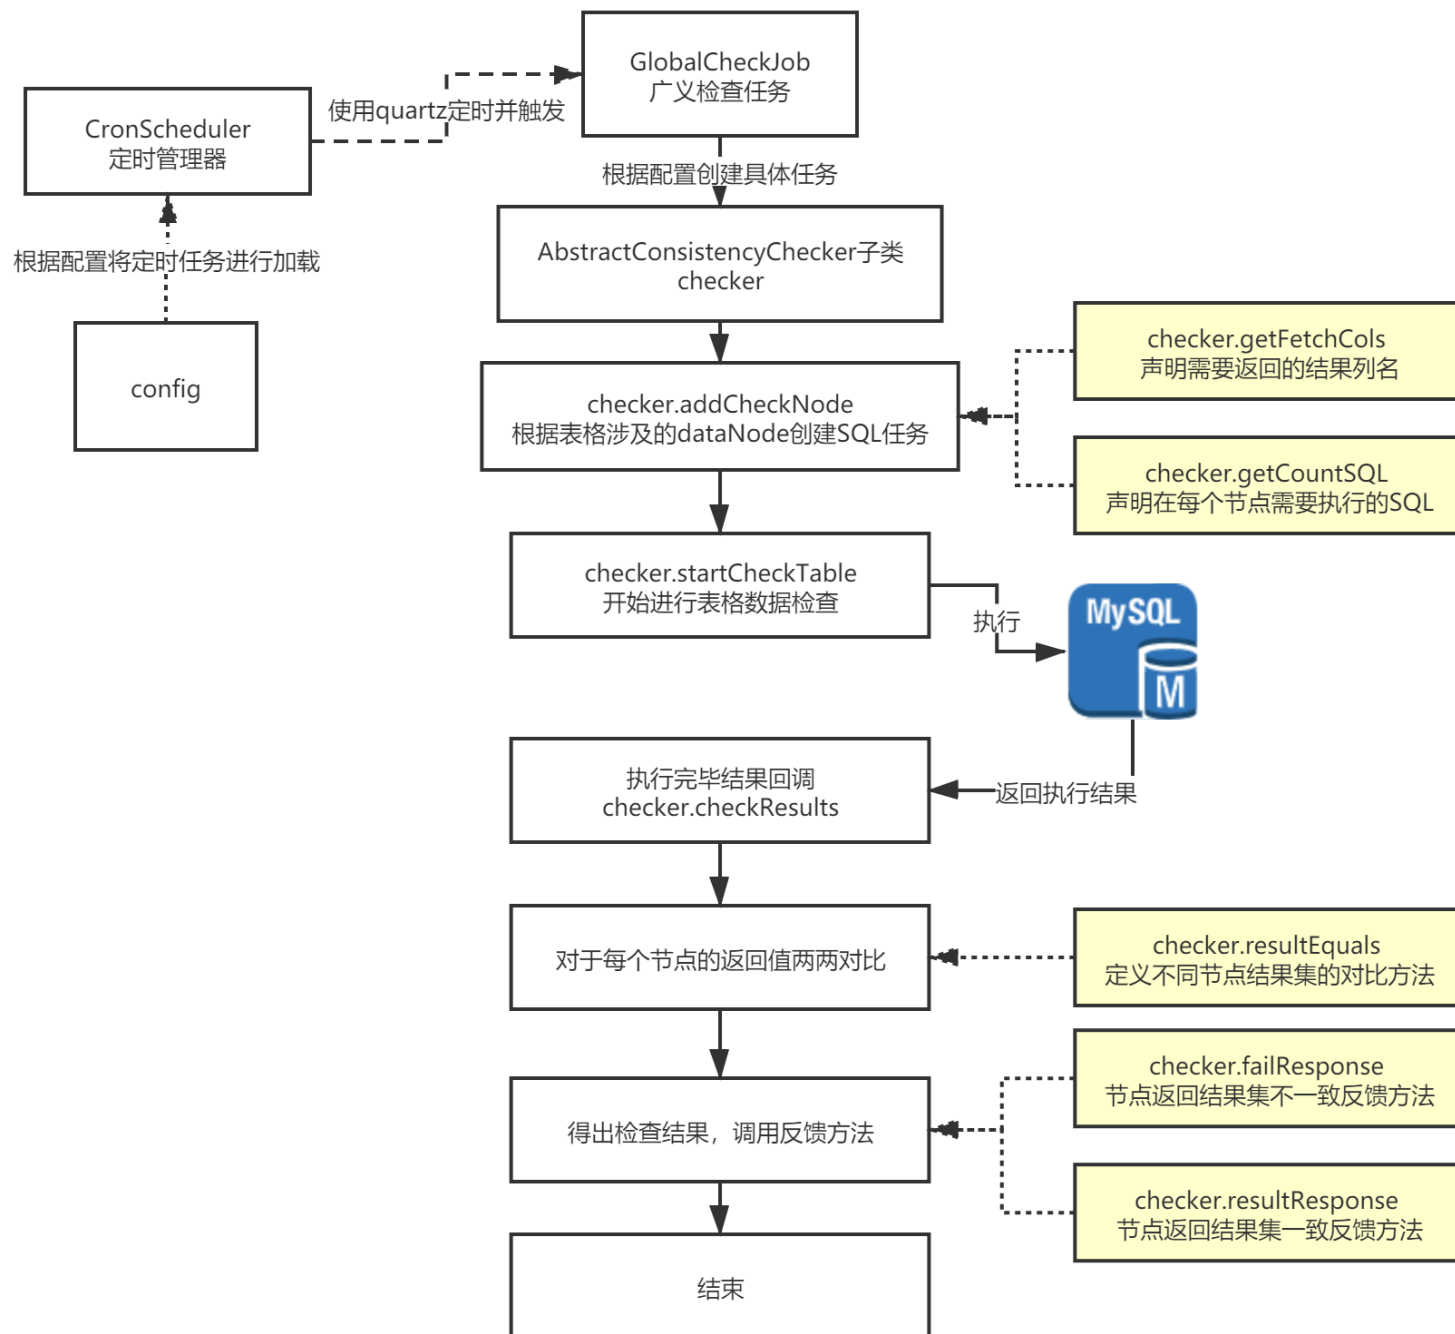 GlobalCheckJob
广义检查任务
使用quartz定时并触发
CronScheduler
定时管理器
根据配置创建具体任务
根据配置将定时任务进行加载
AbstractConsistencyChecker子类
checker
config
checker.getFetchCols
声明需要返回的结果列名
checker.addCheckNode
根据表格涉及的dataNode创建SQL任务
checker.getCountSQL
声明在每个节点需要执行的SQL
checker.startCheckTable
开始进行表格数据检查
执行
MySQL
M
执行完毕结果回调
checker.checkResults
返回执行结果
对于每个节点的返回值两两对比
checker.resultEquals
定义不同节点结果集的对比方法
checker.failResponse
节点返回结果集不一致反馈方法
得出检查结果，调用反馈方法
checker.resultResponse
节点返回结果集一致反馈方法
结束